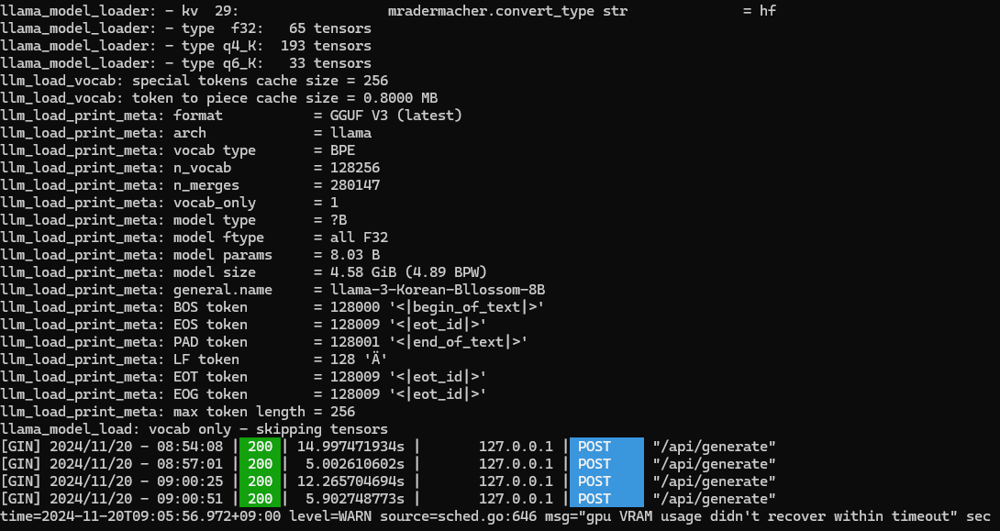 llama_model_loader: - kv  29:                 mradermacher.convert_type str              = hf
llama_model_loader: - type  f32:   65 tensors
llama_model_loader: - type q4_K:  193 tensors
llama_model_loader: - type q6_K:   33 tensors
llm_load_vocab: special tokens cache size = 256
llm_load_vocab: token to piece cache size = 0.8000 MB
llm_load_print_meta: format           = GGUF V3 (latest)
llm_load_print_meta: arch             = llama
llm_load_print_meta: vocab type       = BPE
llm_load_print_meta: n_vocab          = 128256
llm_load_print_meta: n_merges         = 280147
llm_load_print_meta: vocab_only       = 1
llm_load_print_meta: model type       = ?B
llm_load_print_meta: model ftype      = all F32
llm_load_print_meta: model params     = 8.03 B
llm_load_print_meta: model size       = 4.58 GiB (4.89 BPW)
llm_load_print_meta: general.name     = llama-3-Korean-Bllossom-8B
llm_load_print_meta: BOS token        = 128000 '<|begin_of_text|>'
llm_load_print_meta: EOS token        = 128009 '<|eot_id|>'
llm_load_print_meta: PAD token        = 128001 '<|end_of_text|>'
llm_load_print_meta: LF token         = 128 'Ä'
llm_load_print_meta: EOT token        = 128009 '<|eot_id|>'
llm_load_print_meta: EOG token        = 128009 '<|eot_id|>'
llm_load_print_meta: max token length = 256
llama_model_load: vocab only - skipping tensors
[GIN] 2024/11/20 - 08:54:08 | 200 | 14.997471934s |       127.0.0.1 | POST     "/api/generate"
[GIN] 2024/11/20 - 08:57:01 | 200 |  5.002610602s |       127.0.0.1 | POST     "/api/generate"
[GIN] 2024/11/20 - 09:00:25 | 200 | 12.265704694s |       127.0.0.1 | POST     "/api/generate"
[GIN] 2024/11/20 - 09:00:51 | 200 |  5.902748773s |       127.0.0.1 | POST     "/api/generate"
time=2024-11-20T09:05:56.972+09:00 level=WARN source=sched.go:646 msg="gpu VRAM usage didn't recover within timeout" sec